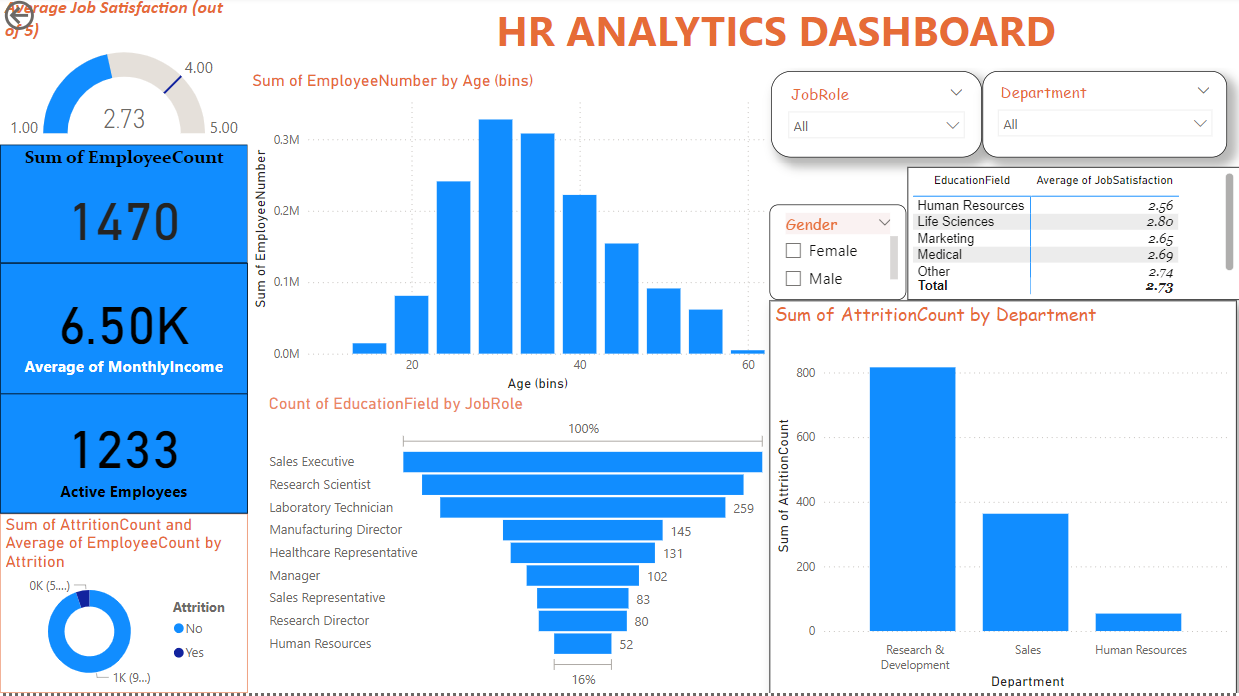 Average Job Satisfaction (out
of 5)
4.00
2.73
1.00
5.00
HR ANALYTICS DASHBOARD
Sum of EmployeeCount
1470
6.50K
Average of MonthlyIncome
1233
Active Employees
Sum of AttritionCount and
Average of EmployeeCount by
Attrition
0K (5....)
1K (9...)
Attrition
No
Yes
Sum of EmployeeNumber by Age (bins)
Sum of EmployeeNumber
0.3M
0.2M
0.1M
0.0M
20
40
60
Age (bins)
Count of EducationField by JobRole
100%
Sales Executive
Research Scientist
Laboratory Technician 259
Manufacturing Director 145
Healthcare Representative 131
Manager 102
Sales Representative 83
Research Director 80
Human Resources 52
16%
JobRole
All
Department
All
Gender
Female
Male
EducationField Average of JobSatisfaction
Human Resources 2.56
Life Sciences 2.80
Marketing 2.65
Medical 2.69
Other 2.74
Total 2.73
Sum of AttritionCount by Department
Sum of AttritionCount
800
600
400
200
0
Research &
Development
Sales
Human Resources
Department